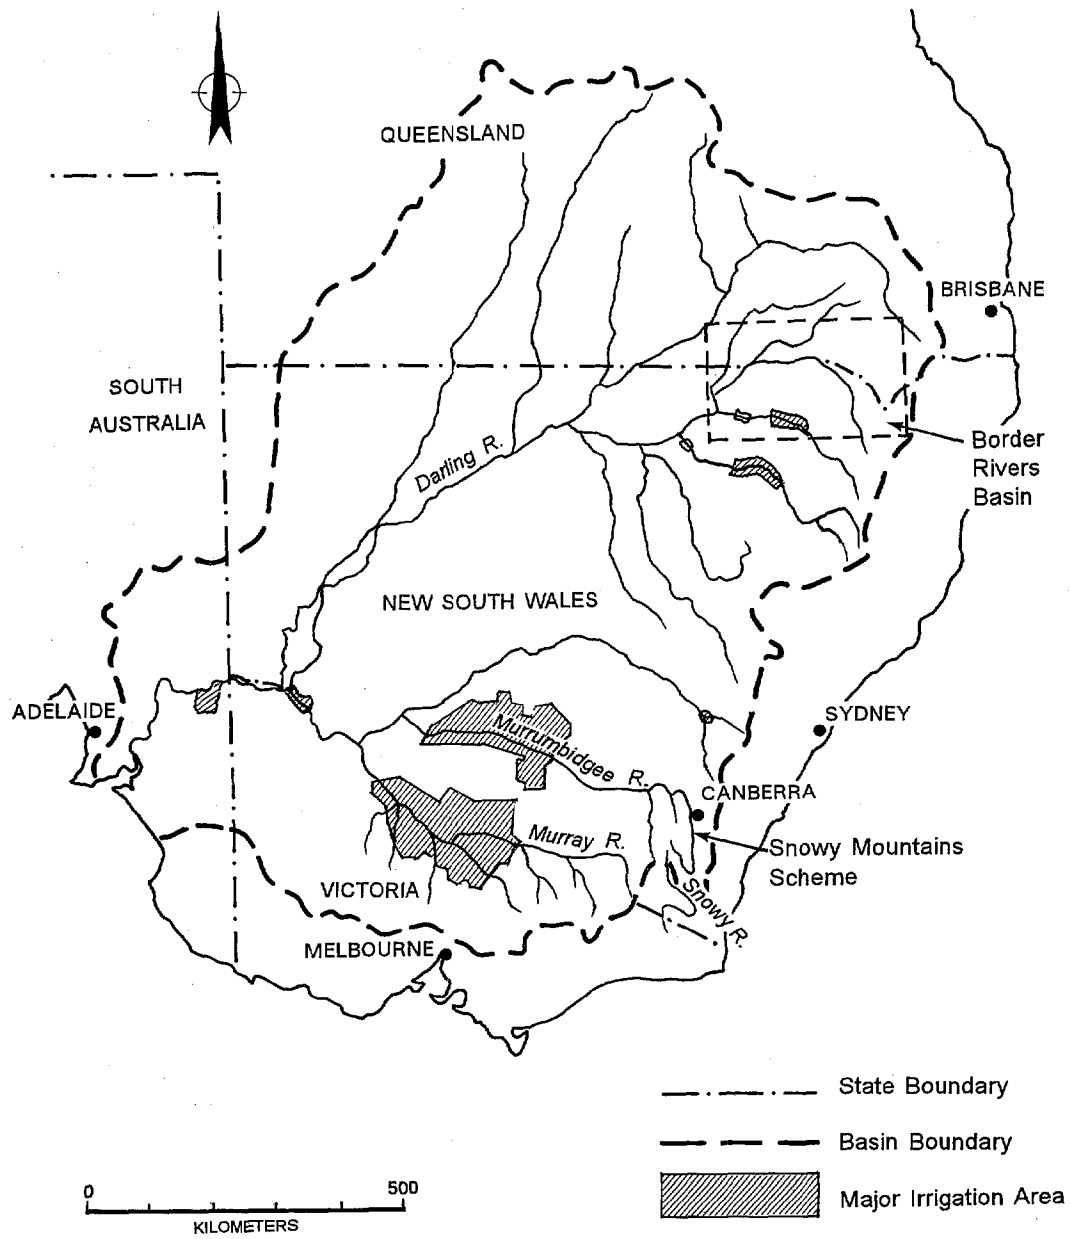 QUEENSLAND
BRISBANE
SOUTH
AUSTRALIA
Border
Rivers
Basin
Darling R.
NEW SOUTH WALES
ADELAIDE
SYDNEY
Murrumbidgee R.
CANBERRA
Murray R.
Snowy Mountains
Scheme
VICTORIA
Snowy R.
MELBOURNE
State Boundary
Basin Boundary
Major Irrigation Area
0 500
KILOMETERS